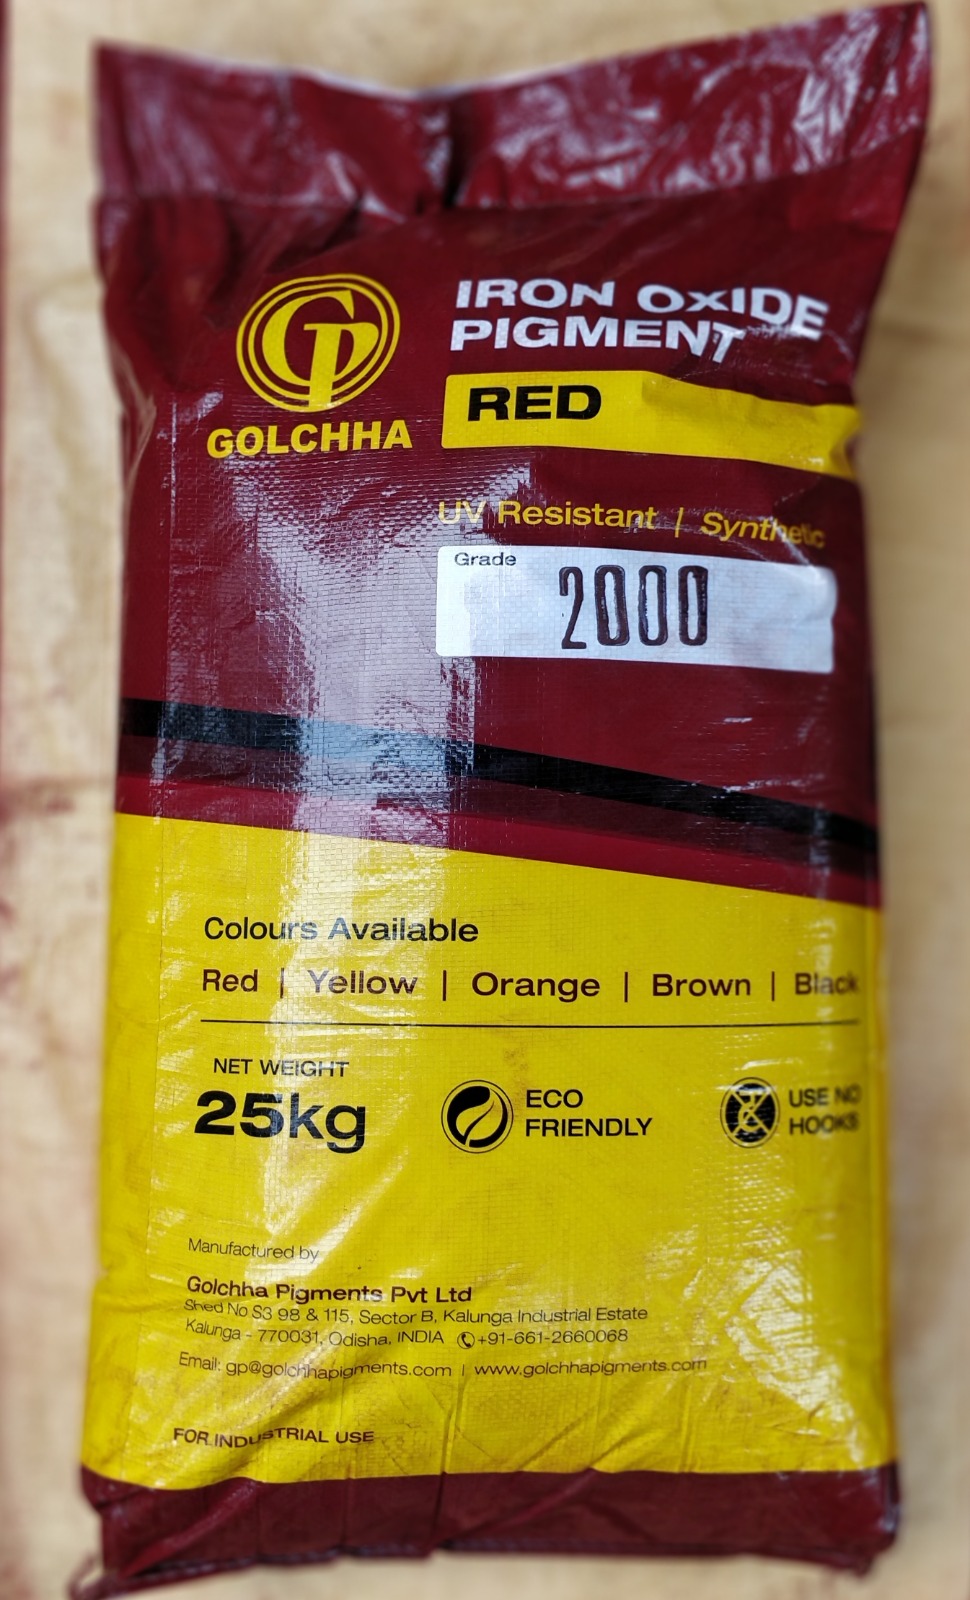 GP
GOLCHHA
IRON OXIDE
PIGMENT
RED
UV Resistant | Synthetic
Grade
2000
Colours Available
Red | Yellow | Orange | Brown | Black
NET WEIGHT
25kg
ECO
FRIENDLY
USE NO
HOOKS
Manufactured by
Golchha Pigments Pvt Ltd
Shed No S3 98 & 115, Sector B, Kalunga Industrial Estate
Kalunga - 770031, Odisha, INDIA +91-661-2660068
Email: gp@golchhapigments.com | www.golchhapigments.com
FOR INDUSTRIAL USE